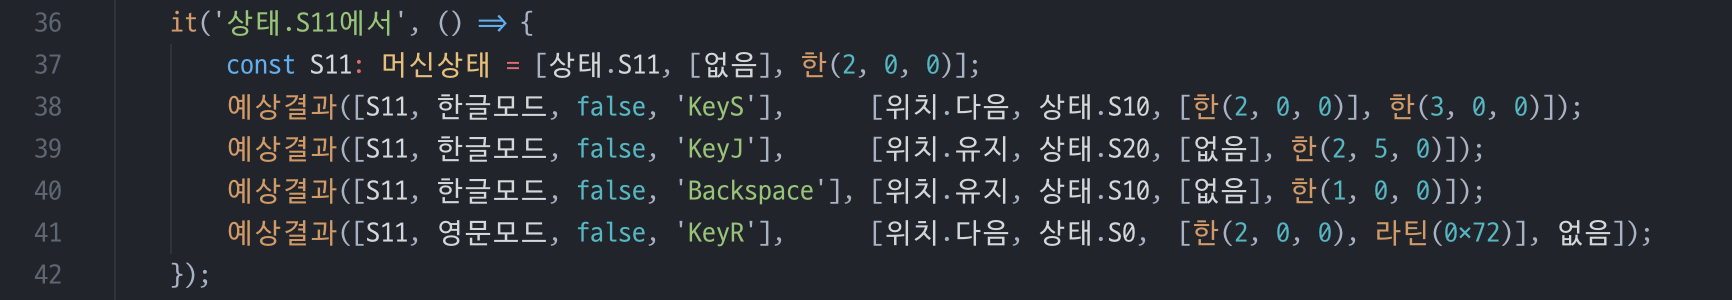 36 it('상태.S11에서', () => {
37 const S11: 머신상태 = [상태.S11, [없음], 한(2, 0, 0)];
38 예상결과([S11, 한글모드, false, 'KeyS'], [위치.다음, 상태.S10, [한(2, 0, 0)], 한(3, 0, 0)]);
39 예상결과([S11, 한글모드, false, 'KeyJ'], [위치.유지, 상태.S20, [없음], 한(2, 5, 0)]);
40 예상결과([S11, 한글모드, false, 'Backspace'], [위치.유지, 상태.S10, [없음], 한(1, 0, 0)]);
41 예상결과([S11, 영문모드, false, 'KeyR'], [위치.다음, 상태.S0, [한(2, 0, 0), 라틴(0×72)], 없음]);
42 });